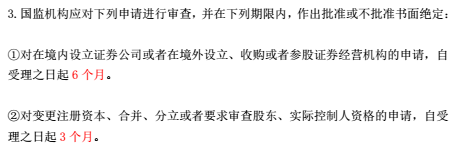 3.国监机构应对下列申请进行审查，并在下列期限内，作出批准或不批准书面绝定：
①对在境内设立证券公司或者在境外设立、收购或者参股证券经营机构的申请，自
受理之日起 6 个月。
②对变更注册资本、合并、分立或者要求审查股东、实际控制人资格的申请，自受
理之日起 3 个月。